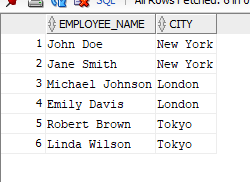 SQL | All Rows Fetched: 6 in 0
EMPLOYEE_NAME CITY
1 John Doe New York
2 Jane Smith New York
3 Michael Johnson London
4 Emily Davis London
5 Robert Brown Tokyo
6 Linda Wilson Tokyo